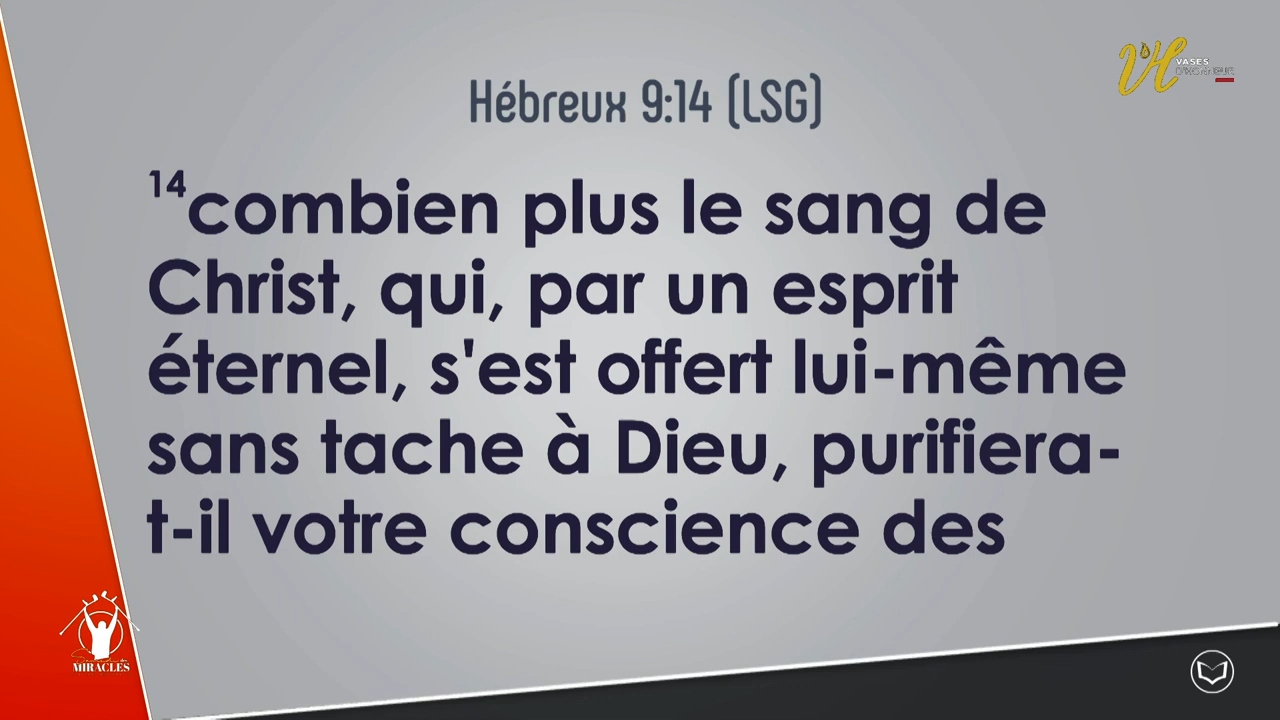 VASES
Hébreux 9:14 (LSG)
14combien plus le sang de
Christ, qui, par un esprit
éternel, s'est offert lui-même
sans tache à Dieu, purifiera-
t-il votre conscience des
MIRACLES